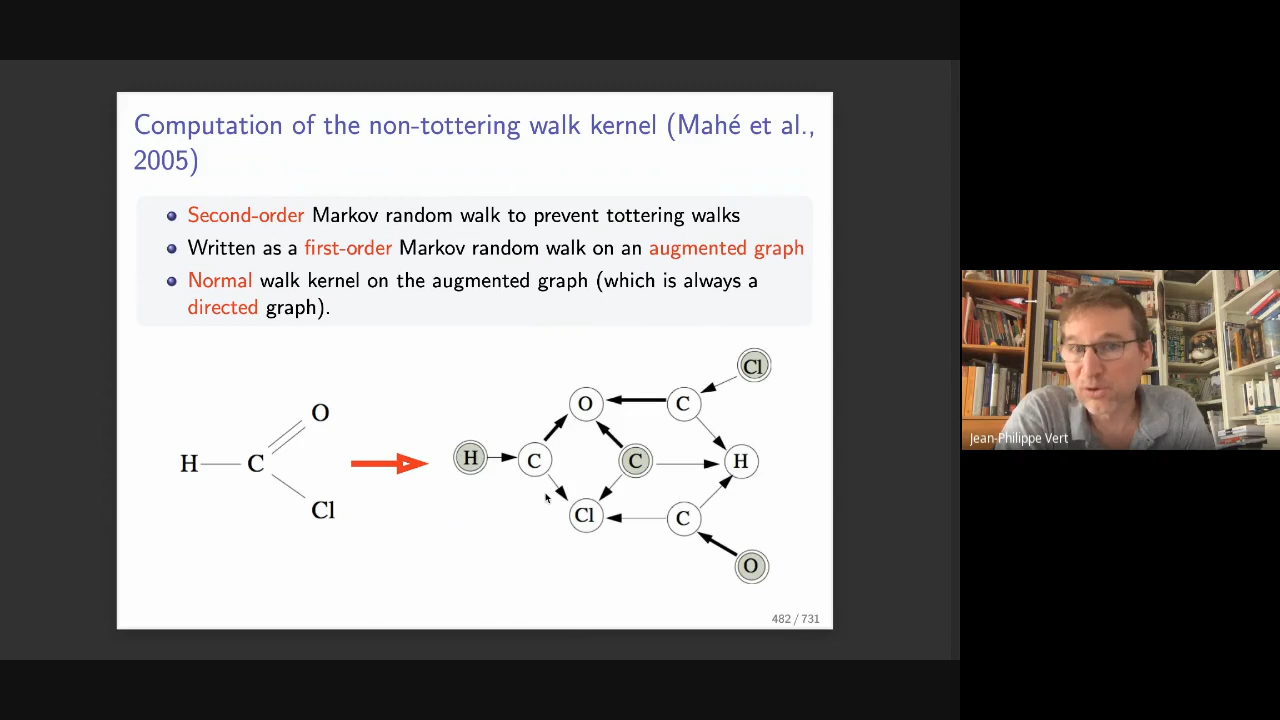 Computation of the non-tottering walk kernel (Mahé et al.,
2005)
Second-order Markov random walk to prevent tottering walks
Written as a first-order Markov random walk on an augmented graph
Normal walk kernel on the augmented graph (which is always a
directed graph).
O
H C
Cl
Cl
O C
H C C H
Cl C
O
482 / 731
Jean-Philippe Vert